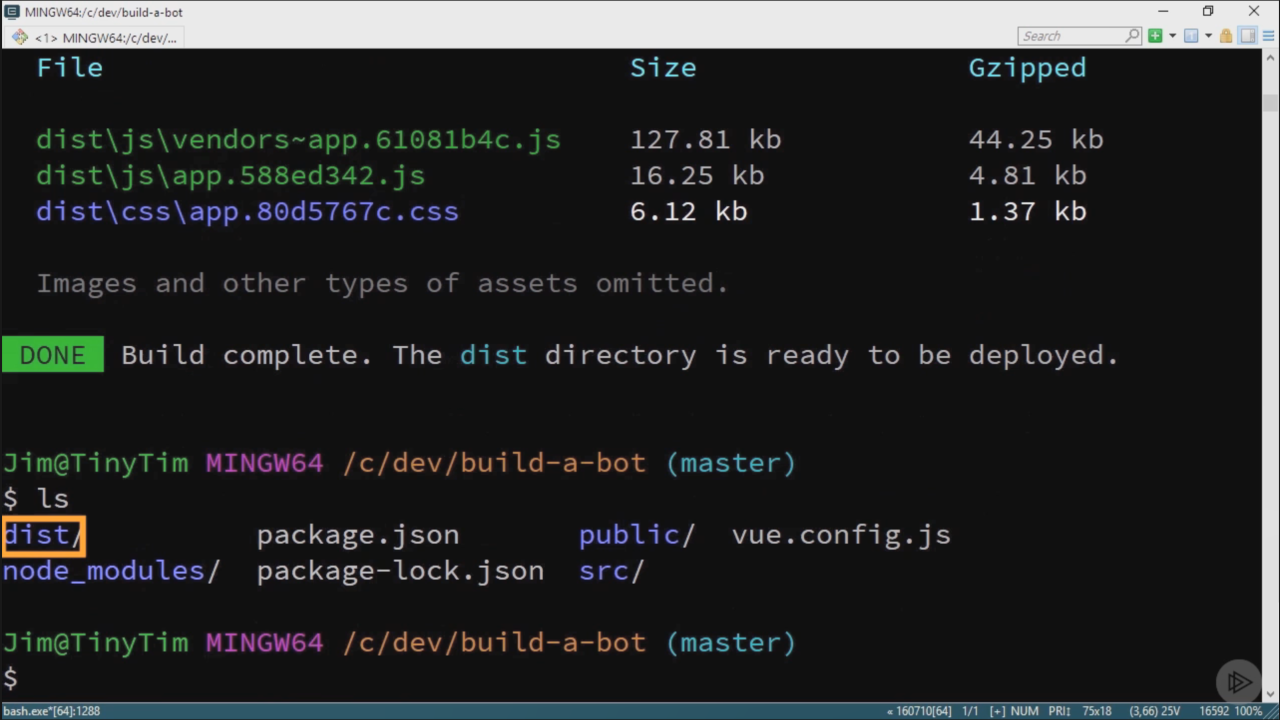 MINGW64:/c/dev/build-a-bot
<1> MINGW64:/c/dev/...
Search
File Size Gzipped
dist\js\vendors~app.61081b4c.js 127.81 kb 44.25 kb
dist\js\app.588ed342.js 16.25 kb 4.81 kb
dist\css\app.80d5767c.css 6.12 kb 1.37 kb
Images and other types of assets omitted.
DONE Build complete. The dist directory is ready to be deployed.
Jim@TinyTim MINGW64 /c/dev/build-a-bot (master)
$ ls
dist/ package.json public/ vue.config.js
node_modules/ package-lock.json src/
Jim@TinyTim MINGW64 /c/dev/build-a-bot (master)
$
bash.exe*[64]:1288 « 160710[64] 1/1 [+] NUM PRI↕ 75x18 (3,66) 25V 16592 100%